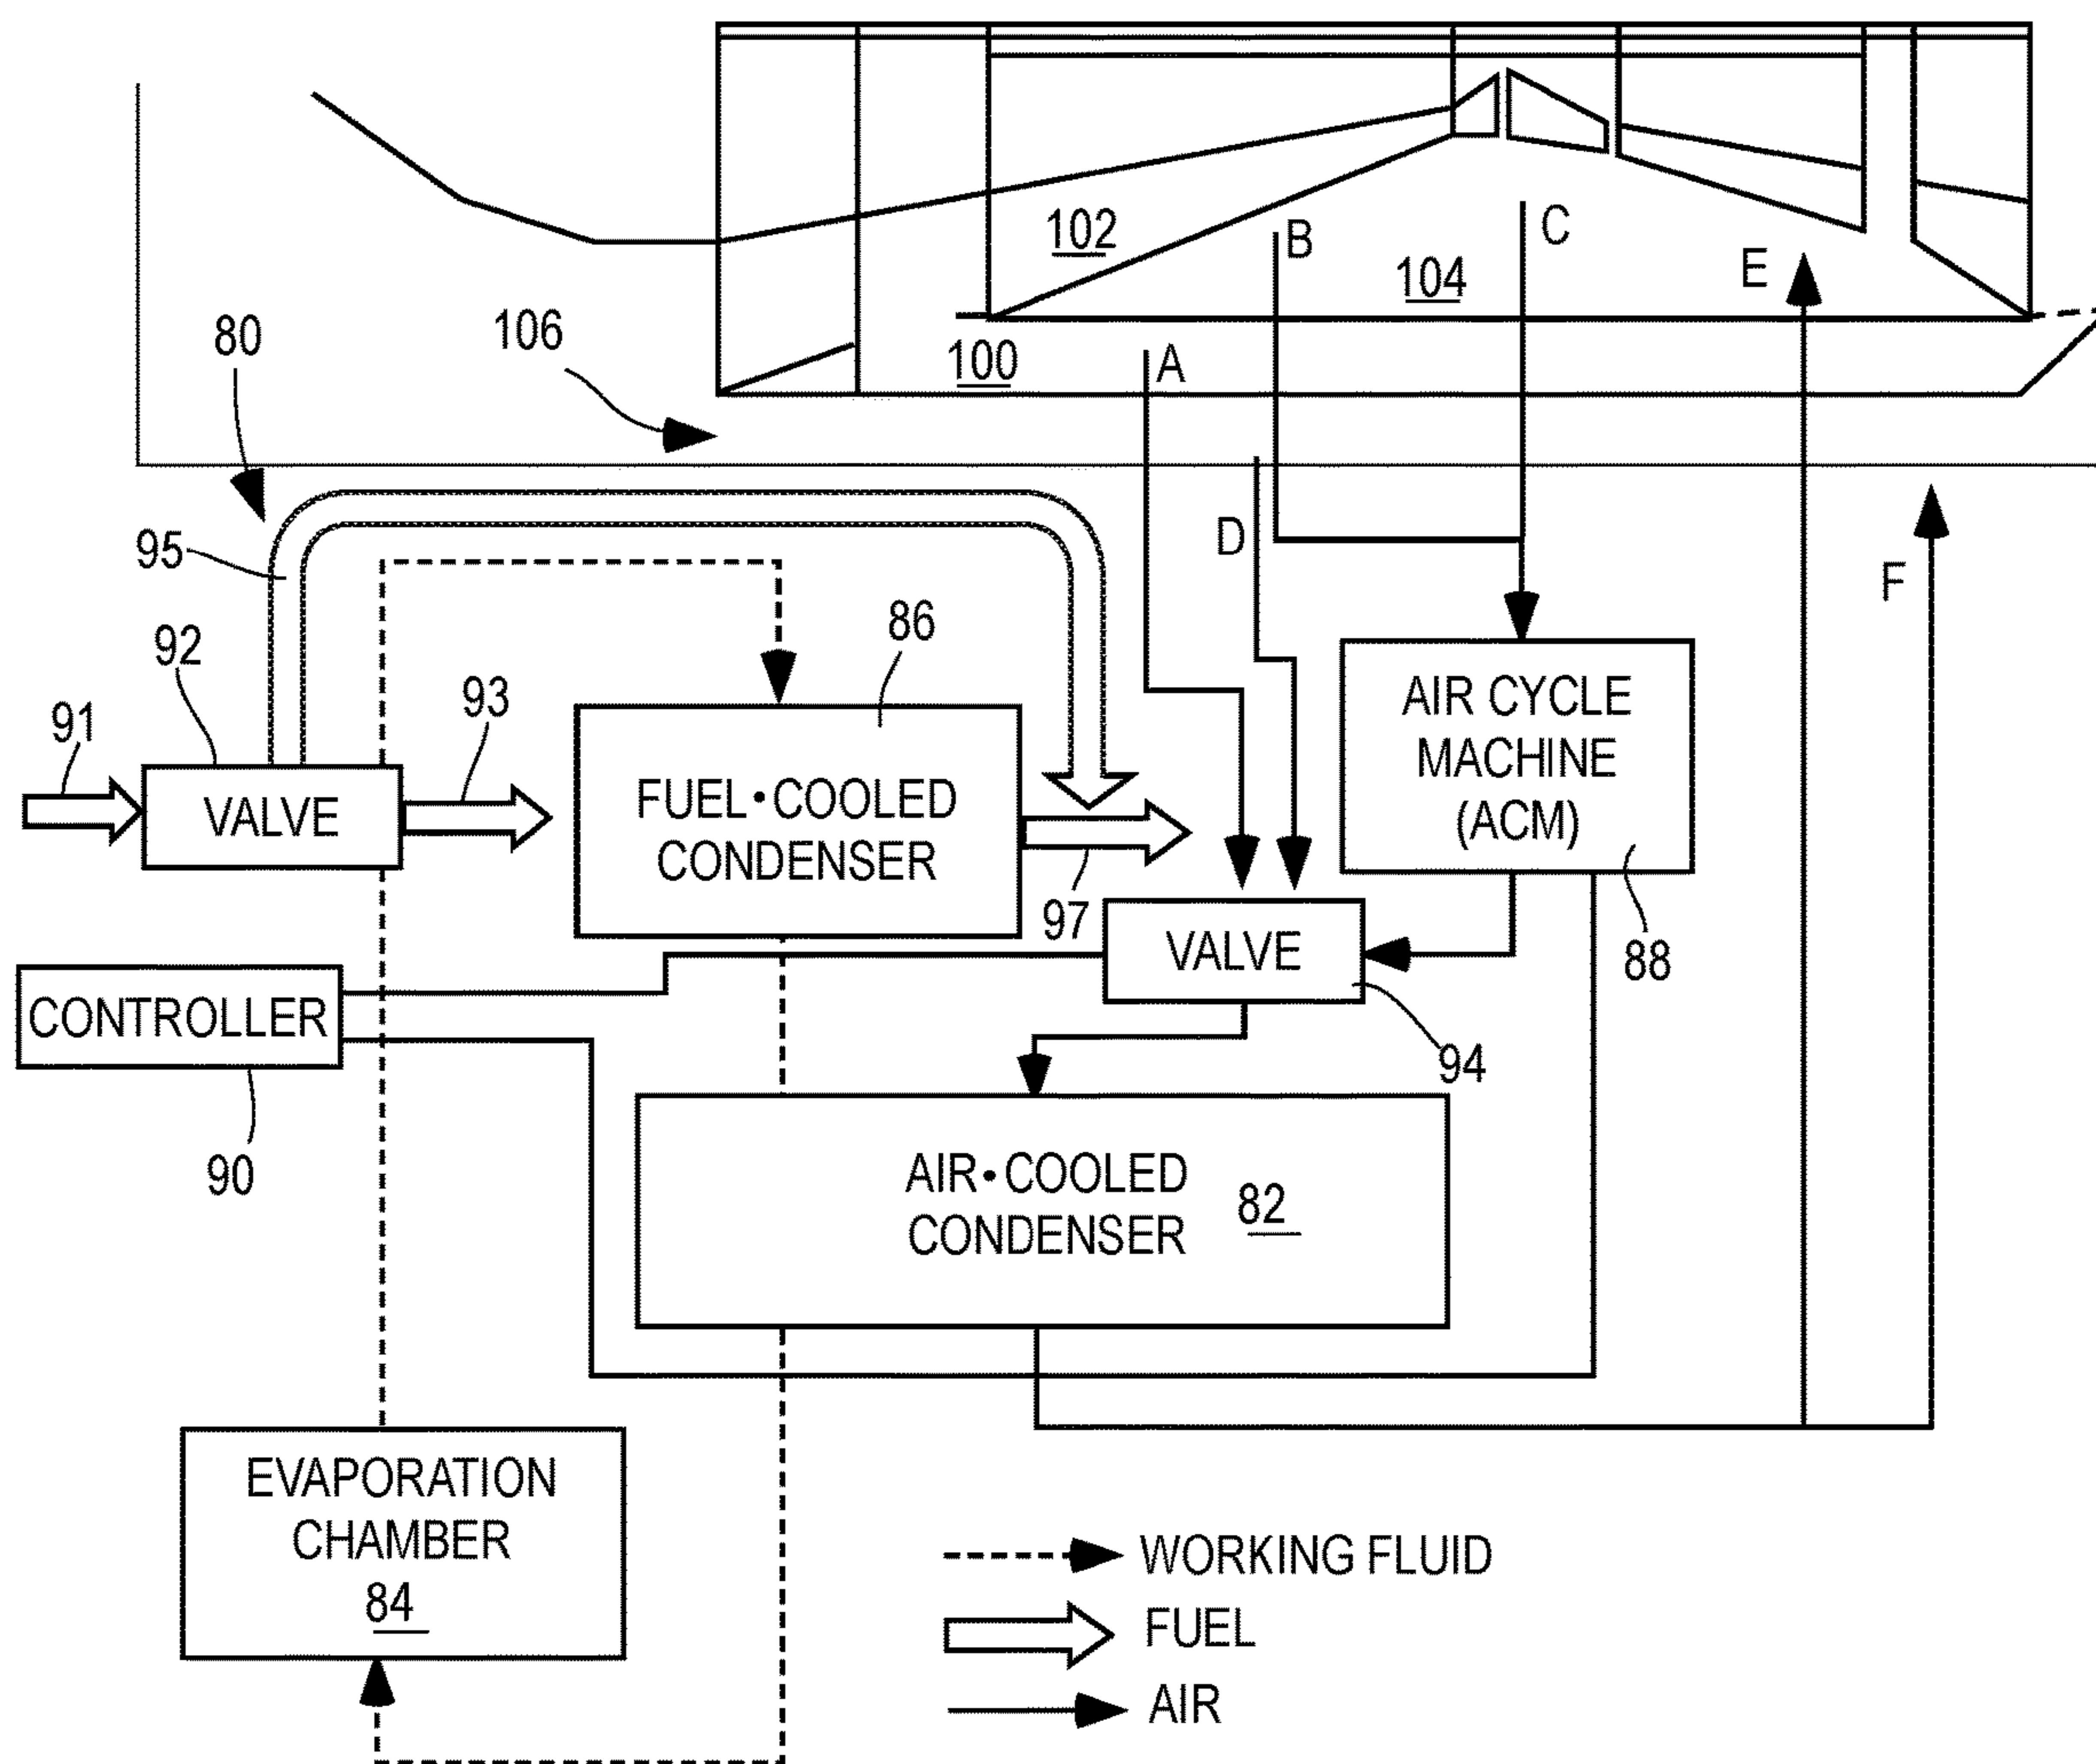 102
B
C
104
E
80
106
100
A
95
D
F
92
86
93
91
AIR CYCLE
MACHINE
(ACM)
VALVE
FUEL•COOLED
CONDENSER
97
VALVE
88
CONTROLLER
94
90
AIR•COOLED
CONDENSER
82
EVAPORATION
CHAMBER
84
WORKING FLUID
FUEL
AIR